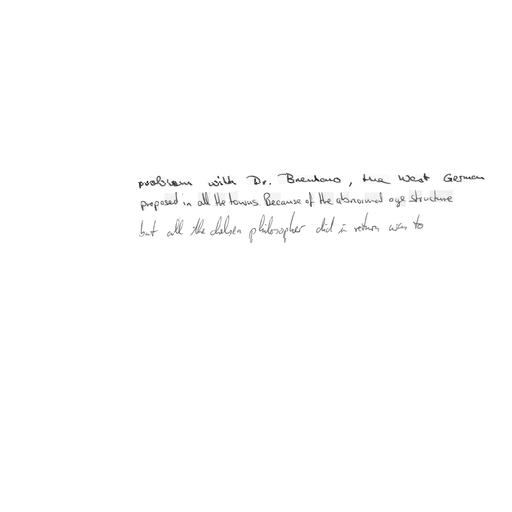 problem with Dr. Brentano, the West German
proposed in all the towns. Because of the abnormal age structure
but all the Chelsea philosopher did in return was to